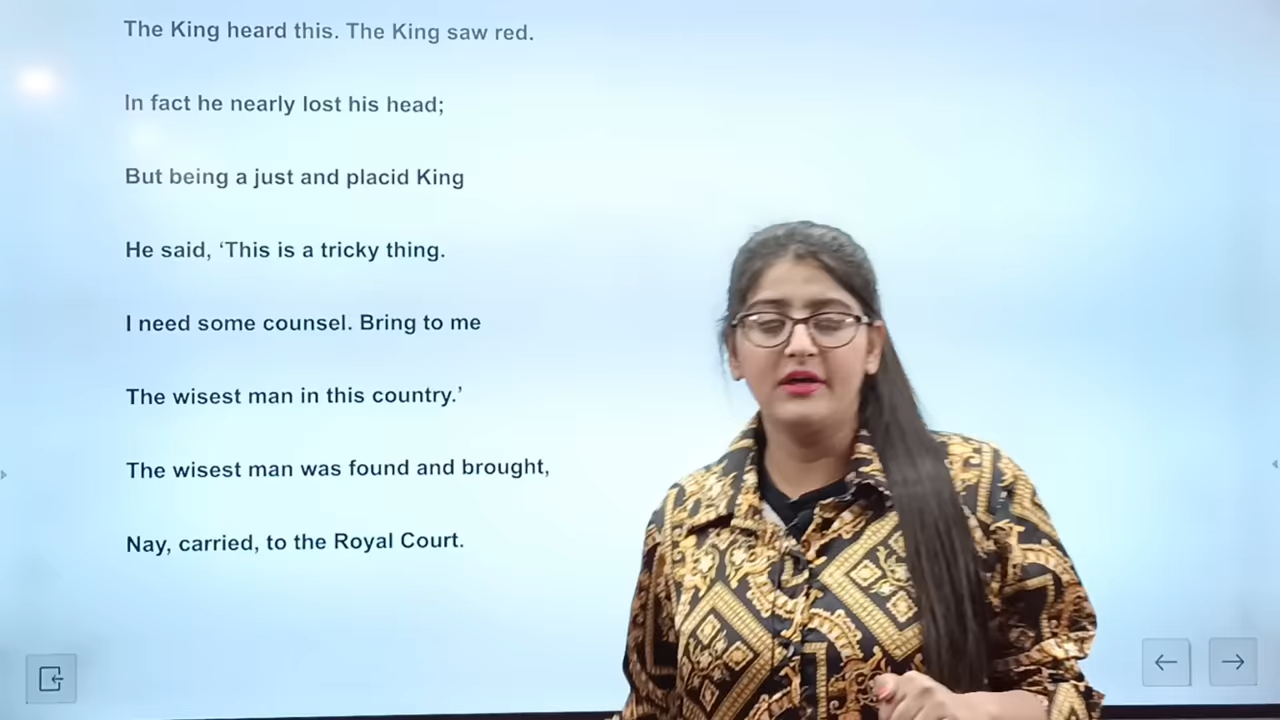 The King heard this. The King saw red.
In fact he nearly lost his head;
But being a just and placid King
He said, ‘This is a tricky thing.
I need some counsel. Bring to me
The wisest man in this country.’
The wisest man was found and brought,
Nay, carried, to the Royal Court.